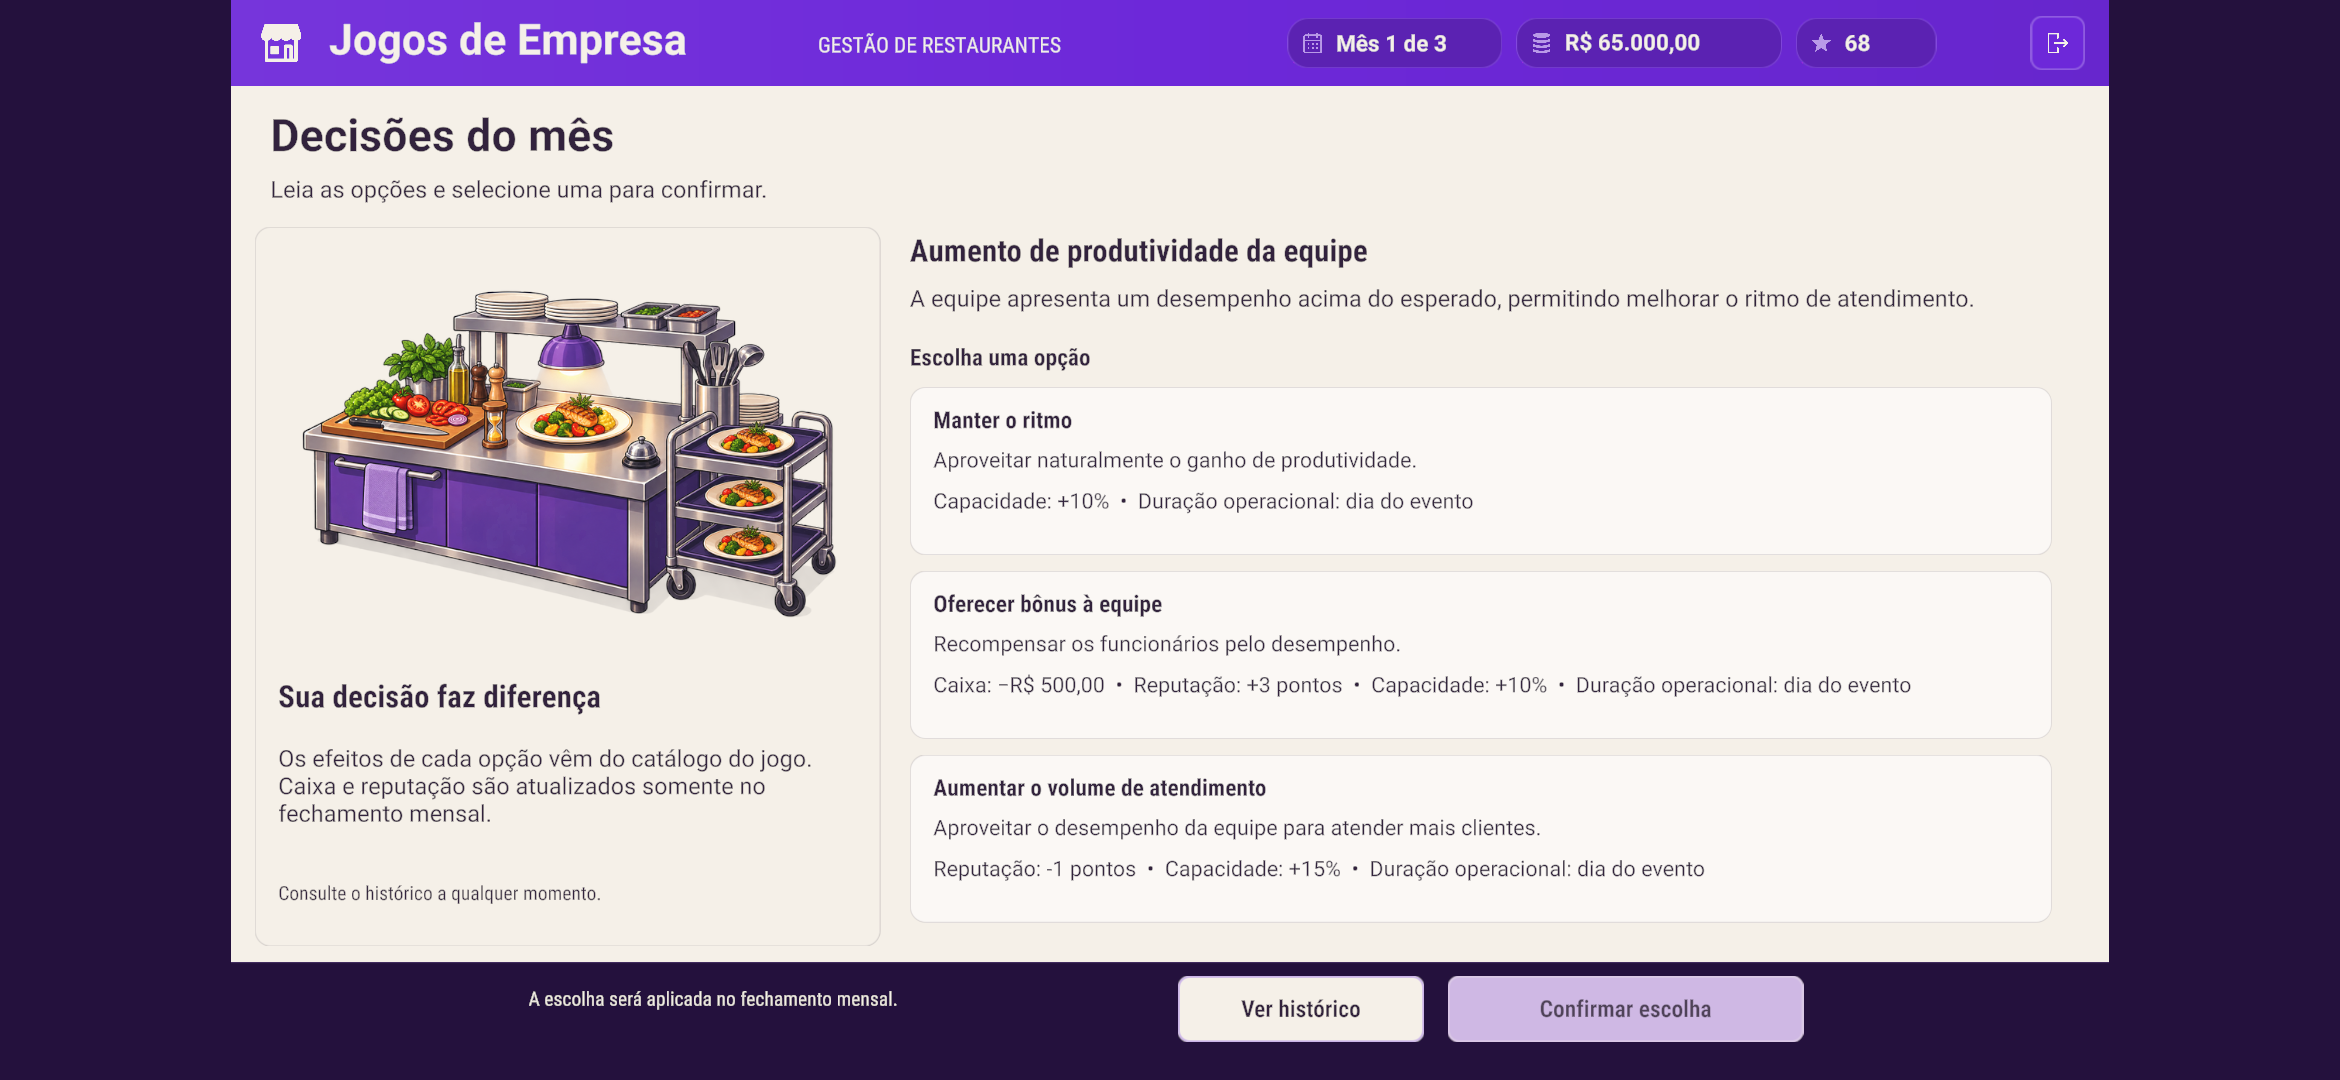 Jogos de Empresa
GESTÃO DE RESTAURANTES
Mês 1 de 3
R$ 65.000,00
68
Decisões do mês
Leia as opções e selecione uma para confirmar.
Sua decisão faz diferença
Os efeitos de cada opção vêm do catálogo do jogo.
Caixa e reputação são atualizados somente no
fechamento mensal.
Consulte o histórico a qualquer momento.
Aumento de produtividade da equipe
A equipe apresenta um desempenho acima do esperado, permitindo melhorar o ritmo de atendimento.
Escolha uma opção
Manter o ritmo
Aproveitar naturalmente o ganho de produtividade.
Capacidade: +10% • Duração operacional: dia do evento
Oferecer bônus à equipe
Recompensar os funcionários pelo desempenho.
Caixa: −R$ 500,00 • Reputação: +3 pontos • Capacidade: +10% • Duração operacional: dia do evento
Aumentar o volume de atendimento
Aproveitar o desempenho da equipe para atender mais clientes.
Reputação: -1 pontos • Capacidade: +15% • Duração operacional: dia do evento
A escolha será aplicada no fechamento mensal.
Ver histórico
Confirmar escolha